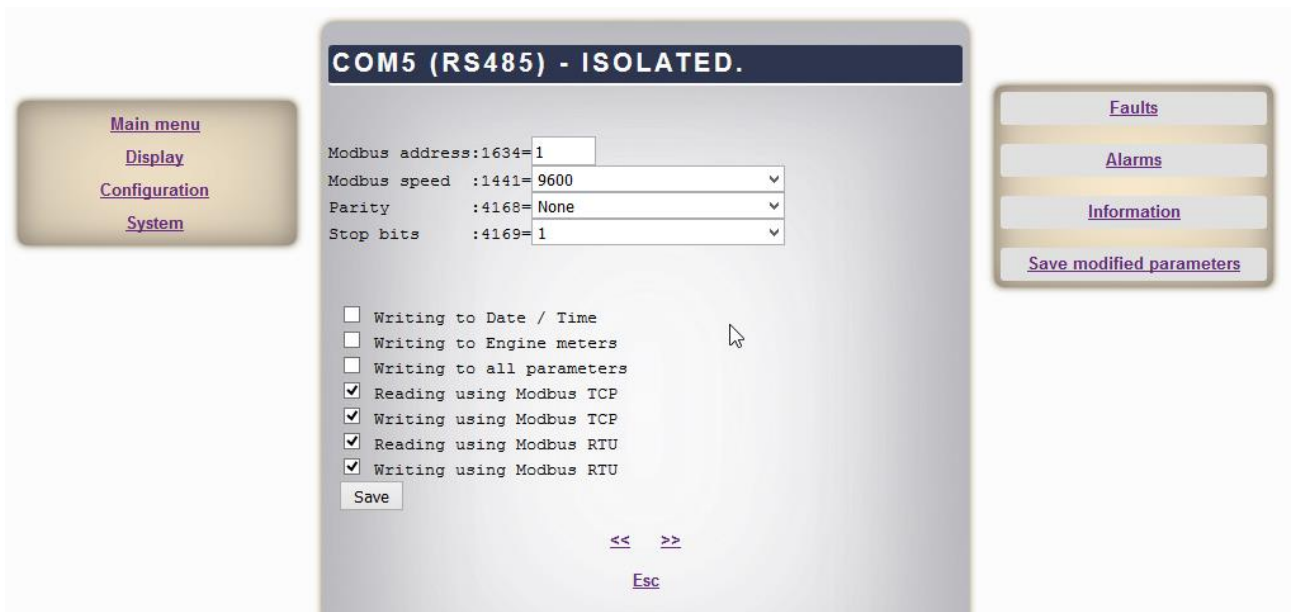 COM5 (RS485) - ISOLATED.
Main menu
Display
Configuration
System
Modbus address:1634=1
Modbus speed :1441=9600
Parity :4168=None
Stop bits :4169=1
Writing to Date / Time
Writing to Engine meters
Writing to all parameters
Reading using Modbus TCP
Writing using Modbus TCP
Reading using Modbus RTU
Writing using Modbus RTU
Save
<< >>
Esc
Faults
Alarms
Information
Save modified parameters